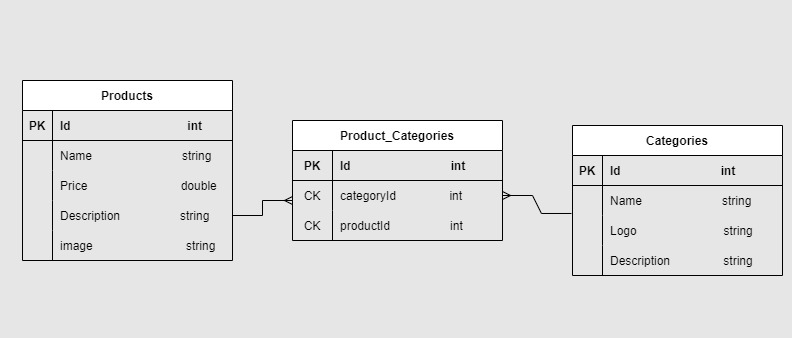 Products
PK Id int
Name string
Price double
Description string
image string
Product_Categories
PK Id int
CK categoryId int
CK productId int
Categories
PK Id int
Name string
Logo string
Description string